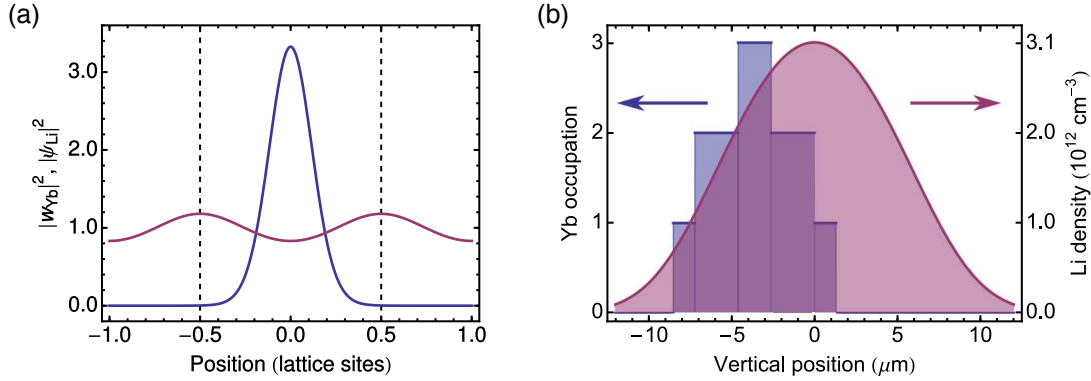 (a)
|wYb|², |ψLi|²
3.0
2.0
1.0
0.0
−1.0 −0.5 0.0 0.5 1.0
Position (lattice sites)
(b)
Yb occupation
3
2
1
0
3.1
2.0
1.0
0.0
Li density (10¹² cm⁻³)
−10 −5 0 5 10
Vertical position (μm)